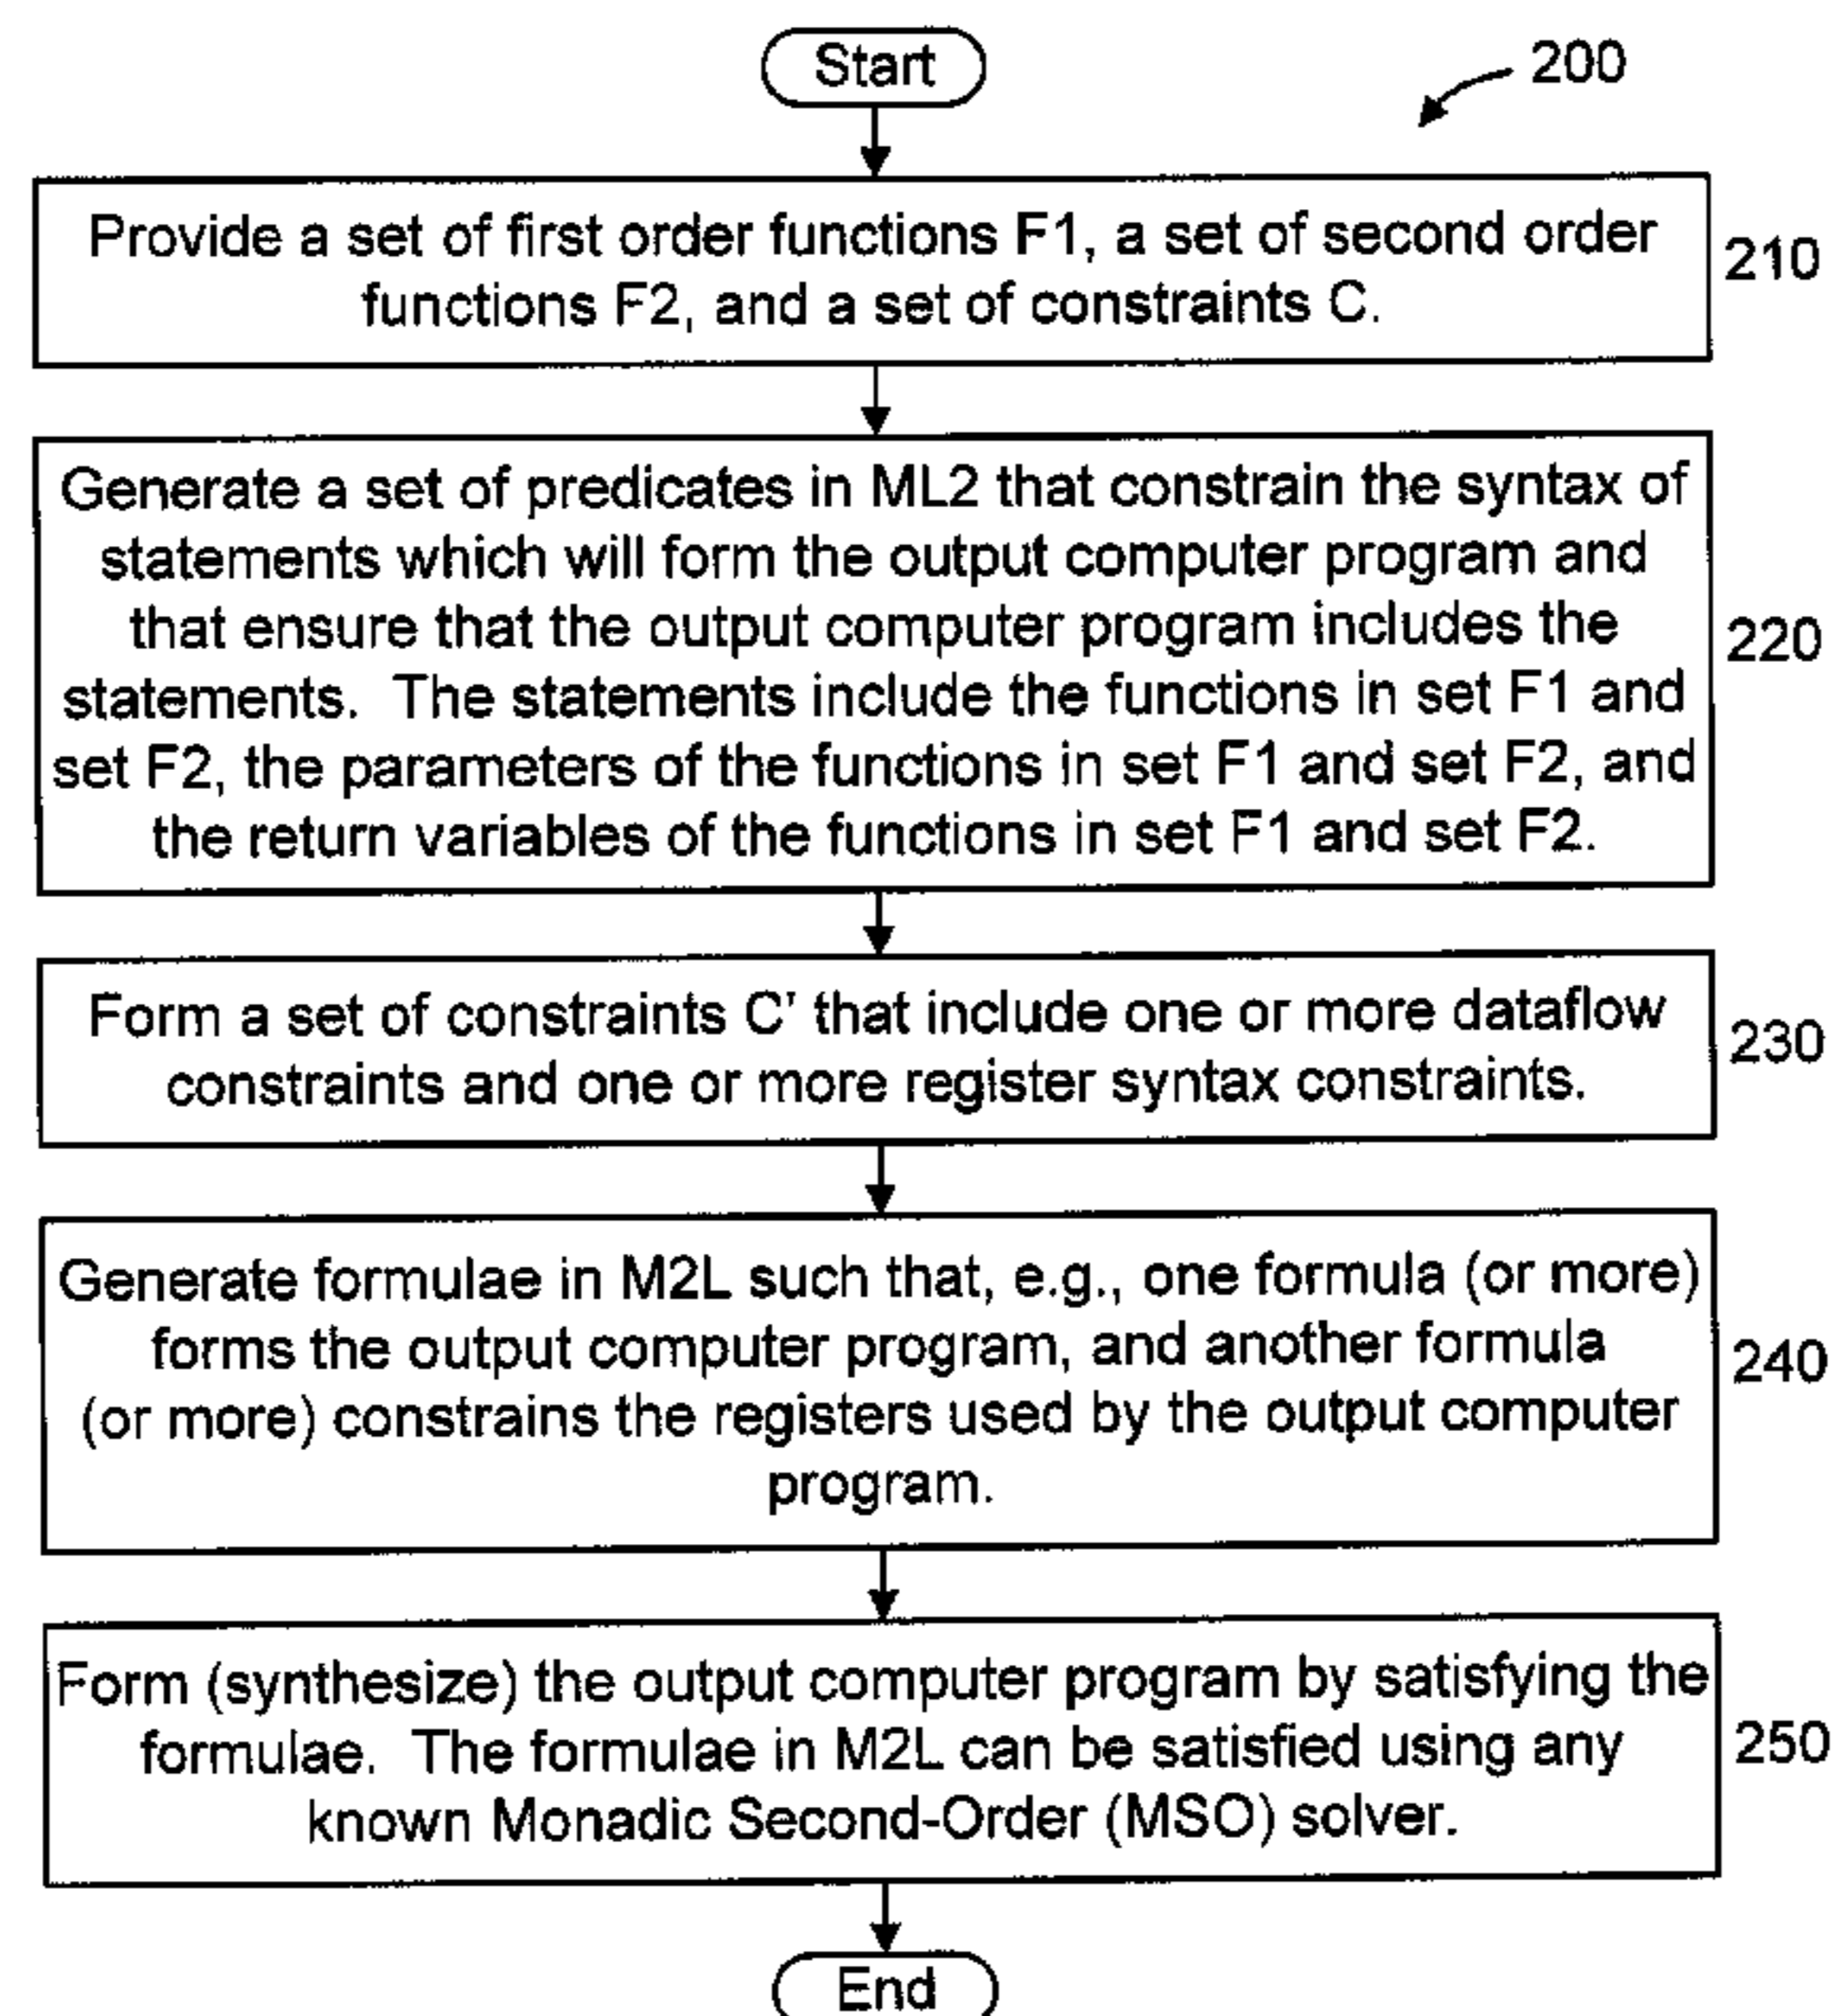 Start
200
Provide a set of first order functions F1, a set of second order
functions F2, and a set of constraints C.
210
Generate a set of predicates in ML2 that constrain the syntax of
statements which will form the output computer program and
that ensure that the output computer program includes the
statements. The statements include the functions in set F1 and
set F2, the parameters of the functions in set F1 and set F2, and
the return variables of the functions in set F1 and set F2.
220
Form a set of constraints C' that include one or more dataflow
constraints and one or more register syntax constraints.
230
Generate formulae in M2L such that, e.g., one formula (or more)
forms the output computer program, and another formula
(or more) constrains the registers used by the output computer
program.
240
Form (synthesize) the output computer program by satisfying the
formulae. The formulae in M2L can be satisfied using any
known Monadic Second-Order (MSO) solver.
250
End